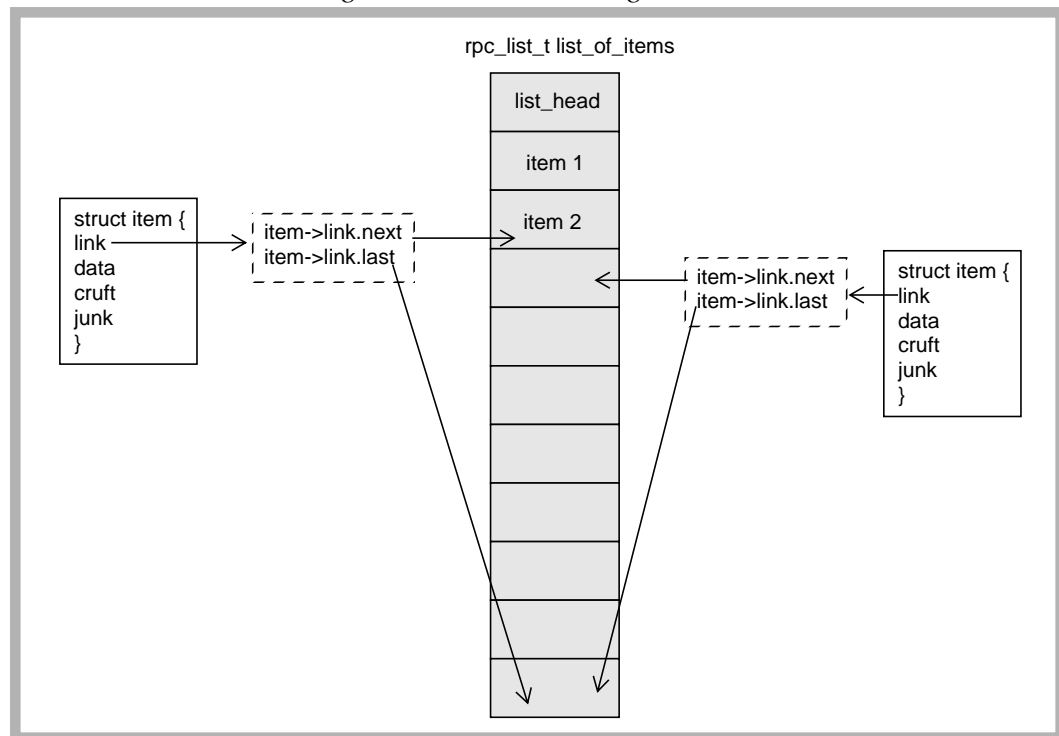 rpc_list_t list_of_items
list_head
item 1
item 2
struct item {
link
data
cruft
junk
}
item->link.next
item->link.last
item->link.next
item->link.last
struct item {
link
data
cruft
junk
}